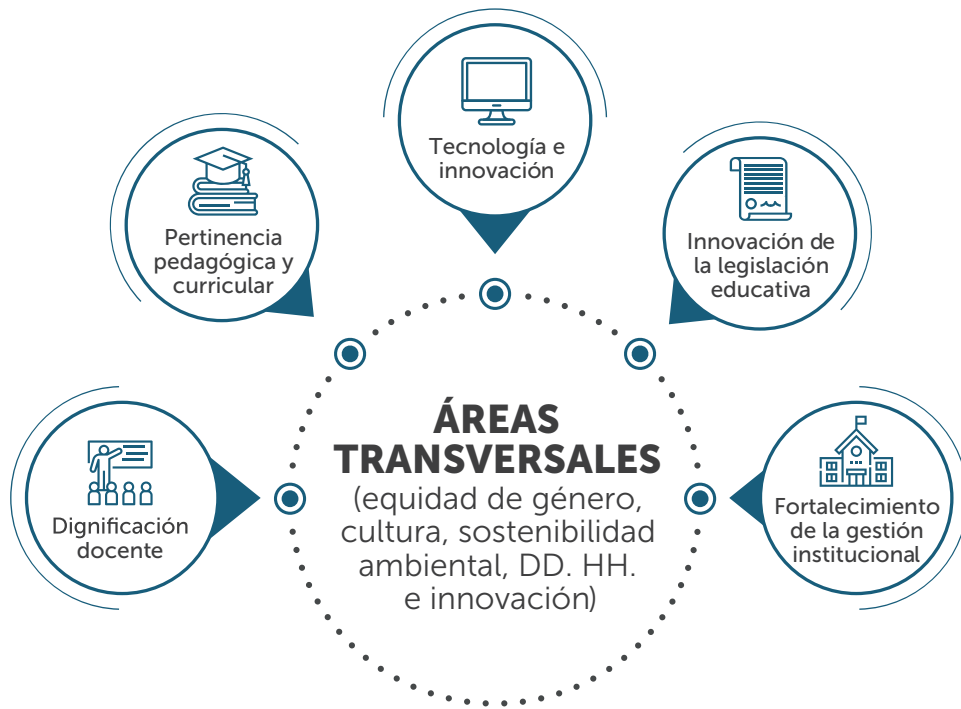 Tecnología e
innovación
Pertinencia
pedagógica y
curricular
Innovación de
la legislación
educativa
Dignificación
docente
ÁREAS
TRANSVERSALES
(equidad de género,
cultura, sostenibilidad
ambiental, DD. HH.
e innovación)
Fortalecimiento
de la gestión
institucional